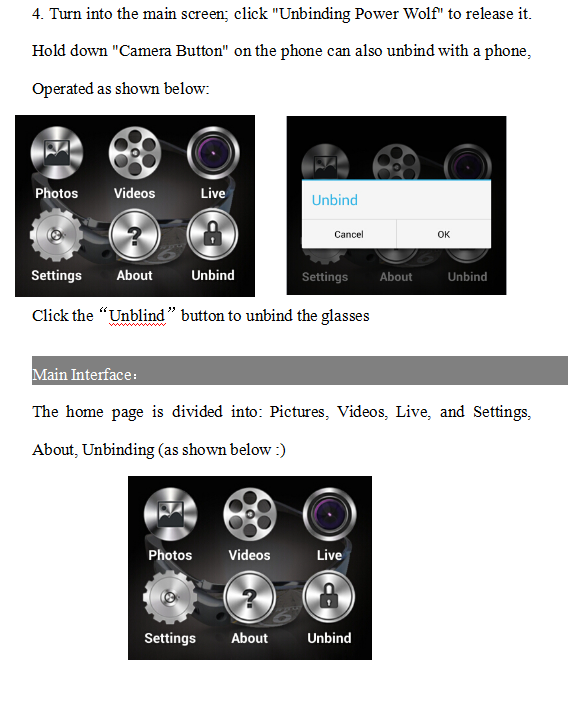 4. Turn into the main screen; click "Unbinding Power Wolf" to release it.
Hold down "Camera Button" on the phone can also unbind with a phone,
Operated as shown below:
Photos Videos Live
Settings About Unbind
Unbind
Cancel OK
Settings About Unbind
Click the “Unblind” button to unbind the glasses
Main Interface：
The home page is divided into: Pictures, Videos, Live, and Settings,
About, Unbinding (as shown below :)
Photos Videos Live
Settings About Unbind